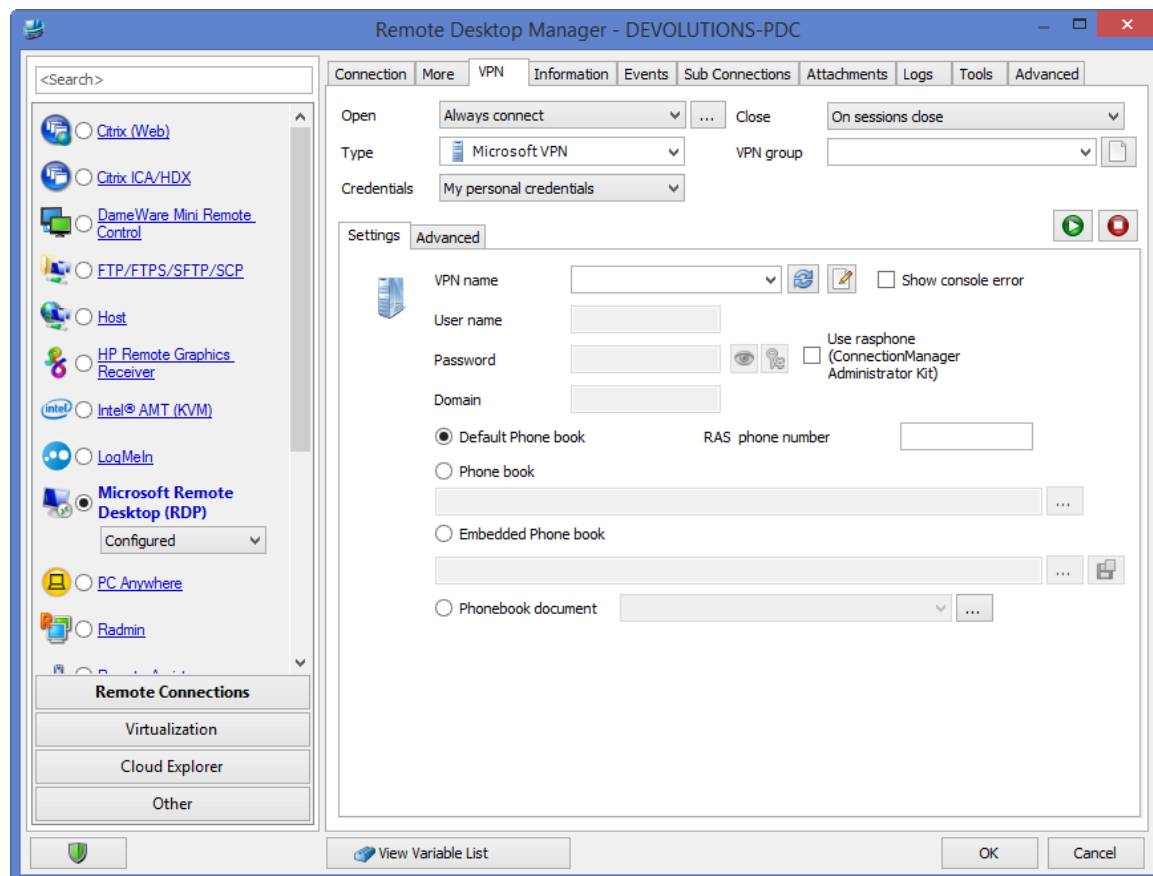 Remote Desktop Manager - DEVOLUTIONS-PDC
<Search>
Citrix (Web)
Citrix ICA/HDX
DameWare Mini Remote
Control
FTP/FTPS/SFTP/SCP
Host
HP Remote Graphics
Receiver
intel
Intel® AMT (KVM)
LogMeIn
Microsoft Remote
Desktop (RDP)
Configured
PC Anywhere
Radmin
Remote Connections
Virtualization
Cloud Explorer
Other
Connection More VPN Information Events Sub Connections Attachments Logs Tools Advanced
Open Always connect ... Close On sessions close
Type Microsoft VPN VPN group
Credentials My personal credentials
Settings Advanced
VPN name Show console error
User name
Password
Use rasphone
(ConnectionManager
Administrator Kit)
Domain
Default Phone book RAS phone number
Phone book
...
Embedded Phone book
...
Phonebook document ...
View Variable List OK Cancel